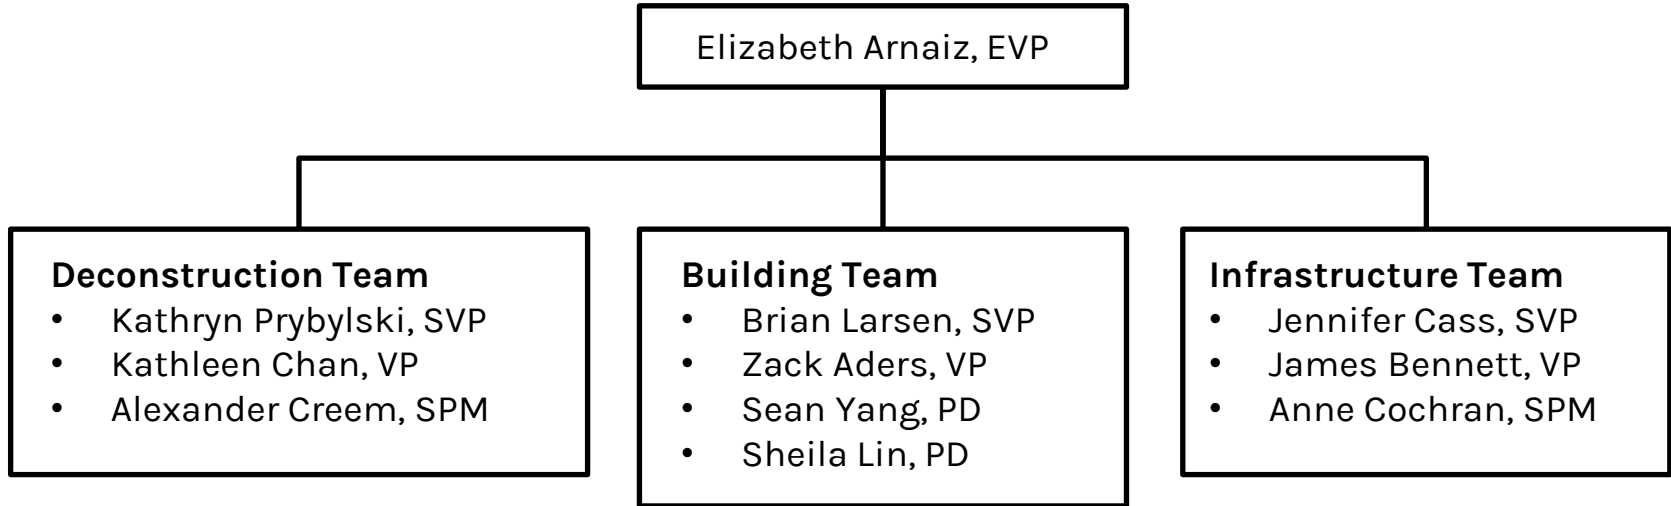 Elizabeth Arnaiz, EVP
Deconstruction Team
• Kathryn Prybylski, SVP
• Kathleen Chan, VP
• Alexander Creem, SPM
Building Team
• Brian Larsen, SVP
• Zack Aders, VP
• Sean Yang, PD
• Sheila Lin, PD
Infrastructure Team
• Jennifer Cass, SVP
• James Bennett, VP
• Anne Cochran, SPM